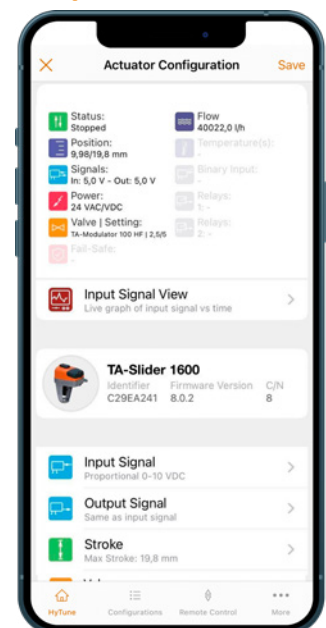 Actuator Configuration
Save
Status:
Stopped
Flow
40022,0 l/h
Position:
9,98/19,8 mm
Temperature(s):
-
Signals:
In: 5,0 V - Out: 5,0 V
Binary Input:
-
Power:
24 VAC/VDC
Relays:
1: -
Valve | Setting:
TA-Modulator 100 HF | 2,5/5
Relays:
2: -
Fail-Safe:
-
Input Signal View
Live graph of input signal vs time
TA-Slider 1600
Identifier Firmware Version C/N
C29EA241 8.0.2 8
Input Signal
Proportional 0-10 VDC
Output Signal
Same as input signal
Stroke
Max Stroke: 19,8 mm
HyTune Configurations Remote Control More